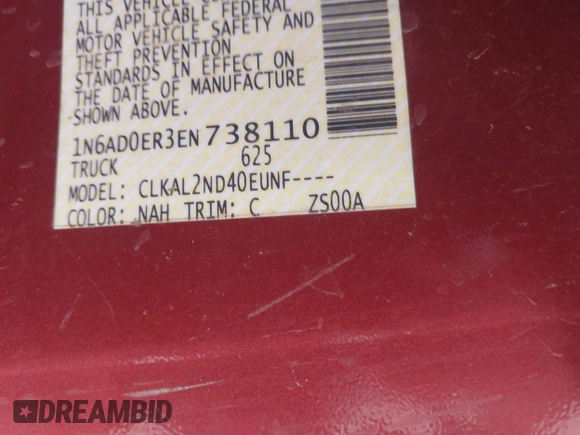 THIS VEHICLE
ALL APPLICABLE FEDERAL
MOTOR VEHICLE SAFETY AND
THEFT PREVENTION
STANDARDS IN EFFECT ON
THE DATE OF MANUFACTURE
SHOWN ABOVE.
1N6AD0ER3EN738110
TRUCK 625
MODEL: CLKAL2ND40EUNF----
COLOR: NAH TRIM: C ZS00A
DREAMBID